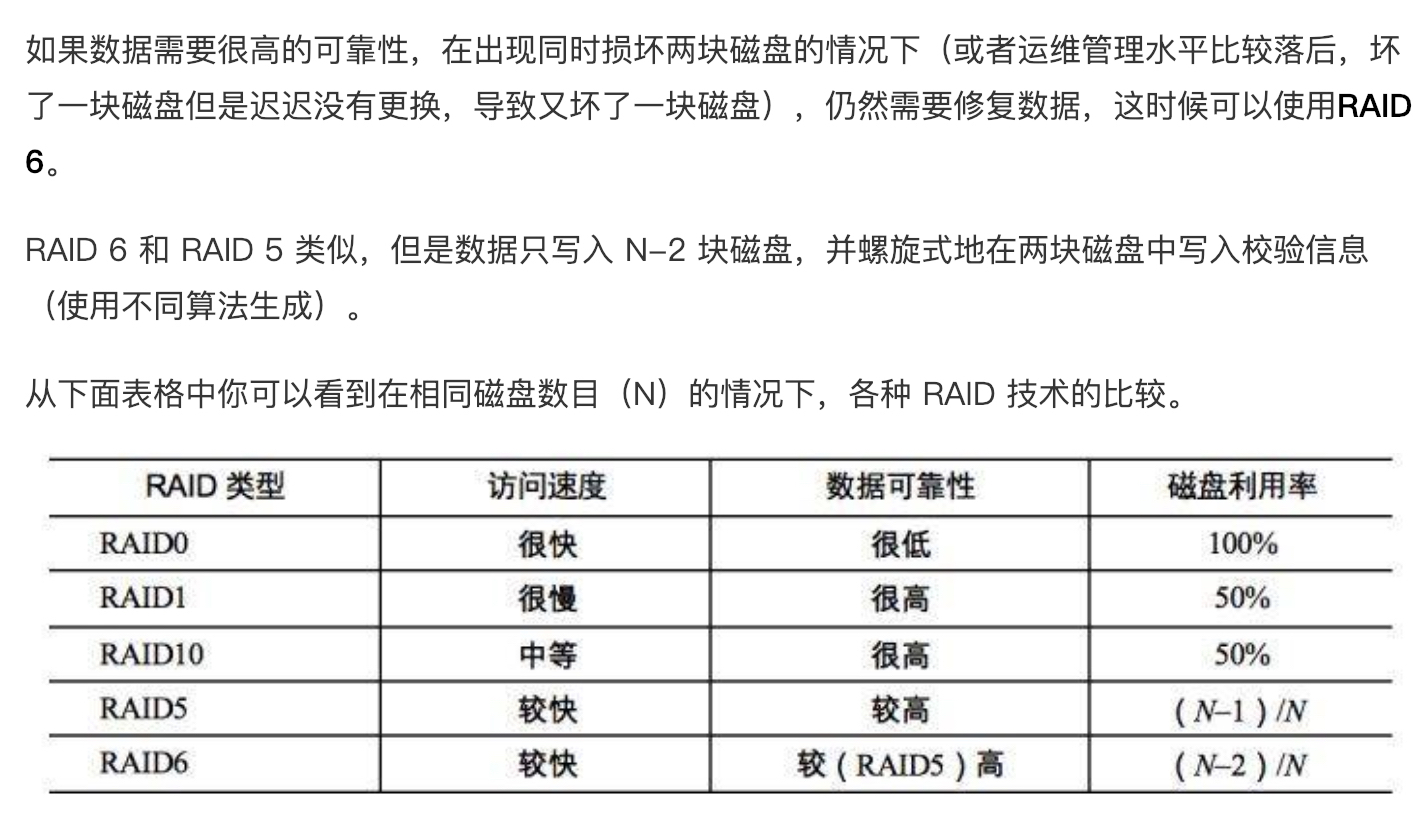 如果数据需要很高的可靠性，在出现同时损坏两块磁盘的情况下（或者运维管理水平比较落后，坏
了一块磁盘但是迟迟没有更换，导致又坏了一块磁盘），仍然需要修复数据，这时候可以使用RAID
6。
RAID 6 和 RAID 5 类似，但是数据只写入 N–2 块磁盘，并螺旋式地在两块磁盘中写入校验信息
（使用不同算法生成）。
从下面表格中你可以看到在相同磁盘数目（N）的情况下，各种 RAID 技术的比较。
RAID 类型 访问速度 数据可靠性 磁盘利用率
RAID0 很快 很低 100%
RAID1 很慢 很高 50%
RAID10 中等 很高 50%
RAID5 较快 较高 （N–1）/N
RAID6 较快 较（RAID5）高 （N–2）/N